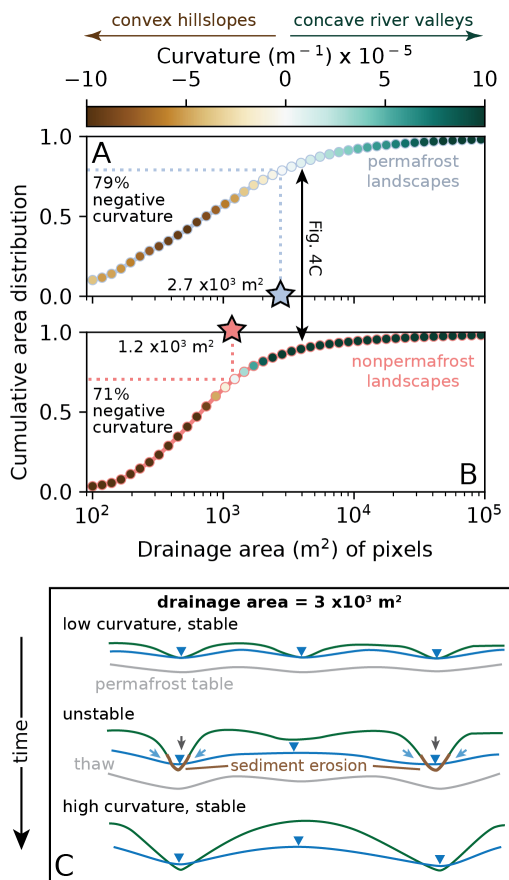 convex hillslopes concave river valleys
Curvature (m⁻¹) x 10⁻⁵
−10 −5 0 5 10
A
1.0
permafrost
landscapes
79%
negative
curvature
0.5
Fig. 4C
2.7 x10³ m²
0.0
Cumulative area distribution
1.0
1.2 x10³ m²
nonpermafrost
landscapes
71%
negative
curvature
0.5
B
0.0
10² 10³ 10⁴ 10⁵
Drainage area (m²) of pixels
drainage area = 3 x10³ m²
low curvature, stable
permafrost table
unstable
time
thaw
sediment erosion
high curvature, stable
C